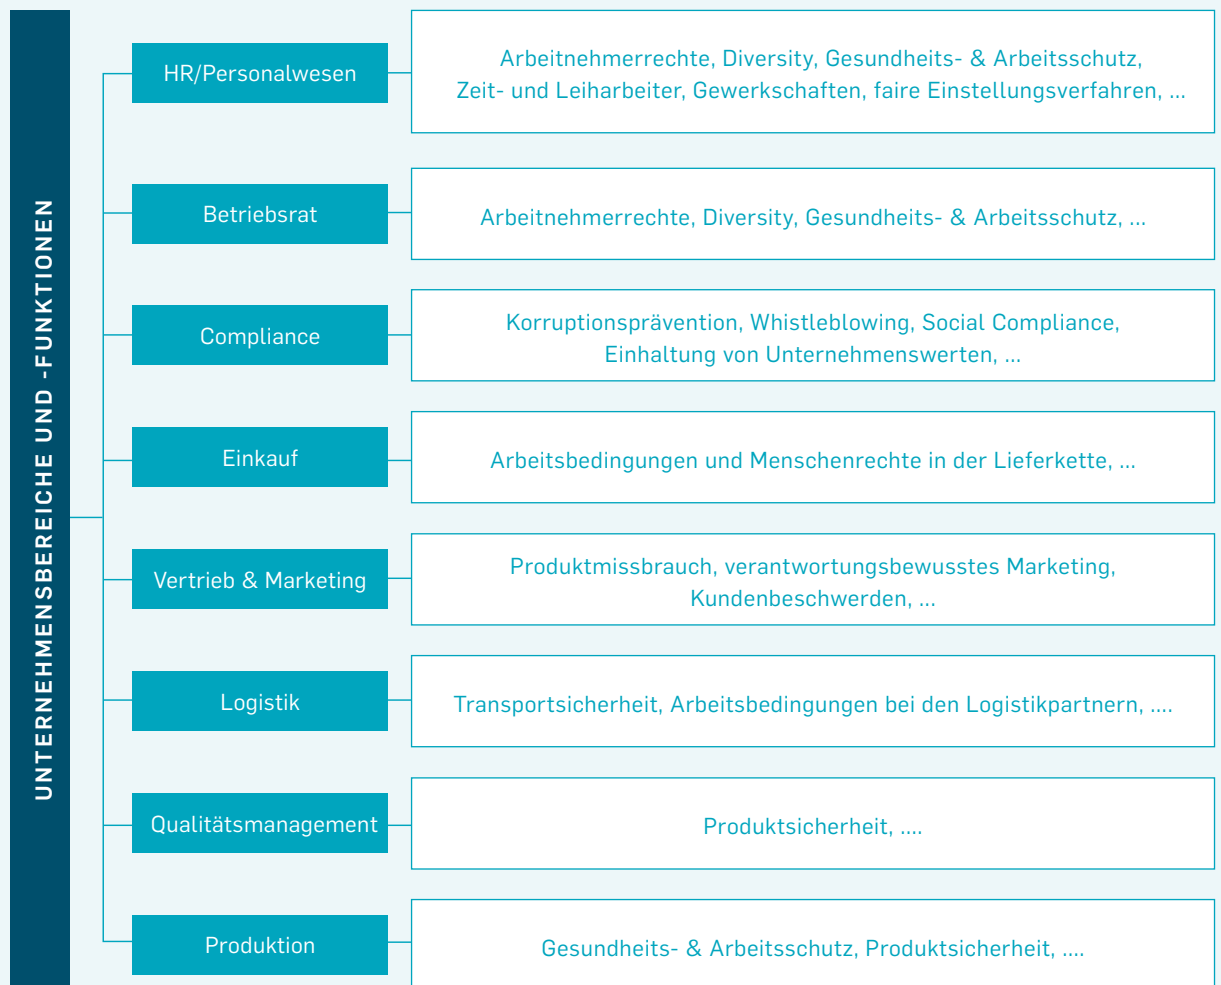 UNTERNEHMENSBEREICHE UND -FUNKTIONEN
HR/Personalwesen
Arbeitnehmerrechte, Diversity, Gesundheits- & Arbeitsschutz,
Zeit- und Leiharbeiter, Gewerkschaften, faire Einstellungsverfahren, ...
Betriebsrat
Arbeitnehmerrechte, Diversity, Gesundheits- & Arbeitsschutz, ...
Compliance
Korruptionsprävention, Whistleblowing, Social Compliance,
Einhaltung von Unternehmenswerten, ...
Einkauf
Arbeitsbedingungen und Menschenrechte in der Lieferkette, ...
Vertrieb & Marketing
Produktmissbrauch, verantwortungsbewusstes Marketing,
Kundenbeschwerden, ...
Logistik
Transportsicherheit, Arbeitsbedingungen bei den Logistikpartnern, ....
Qualitätsmanagement
Produktsicherheit, ....
Produktion
Gesundheits- & Arbeitsschutz, Produktsicherheit, ....